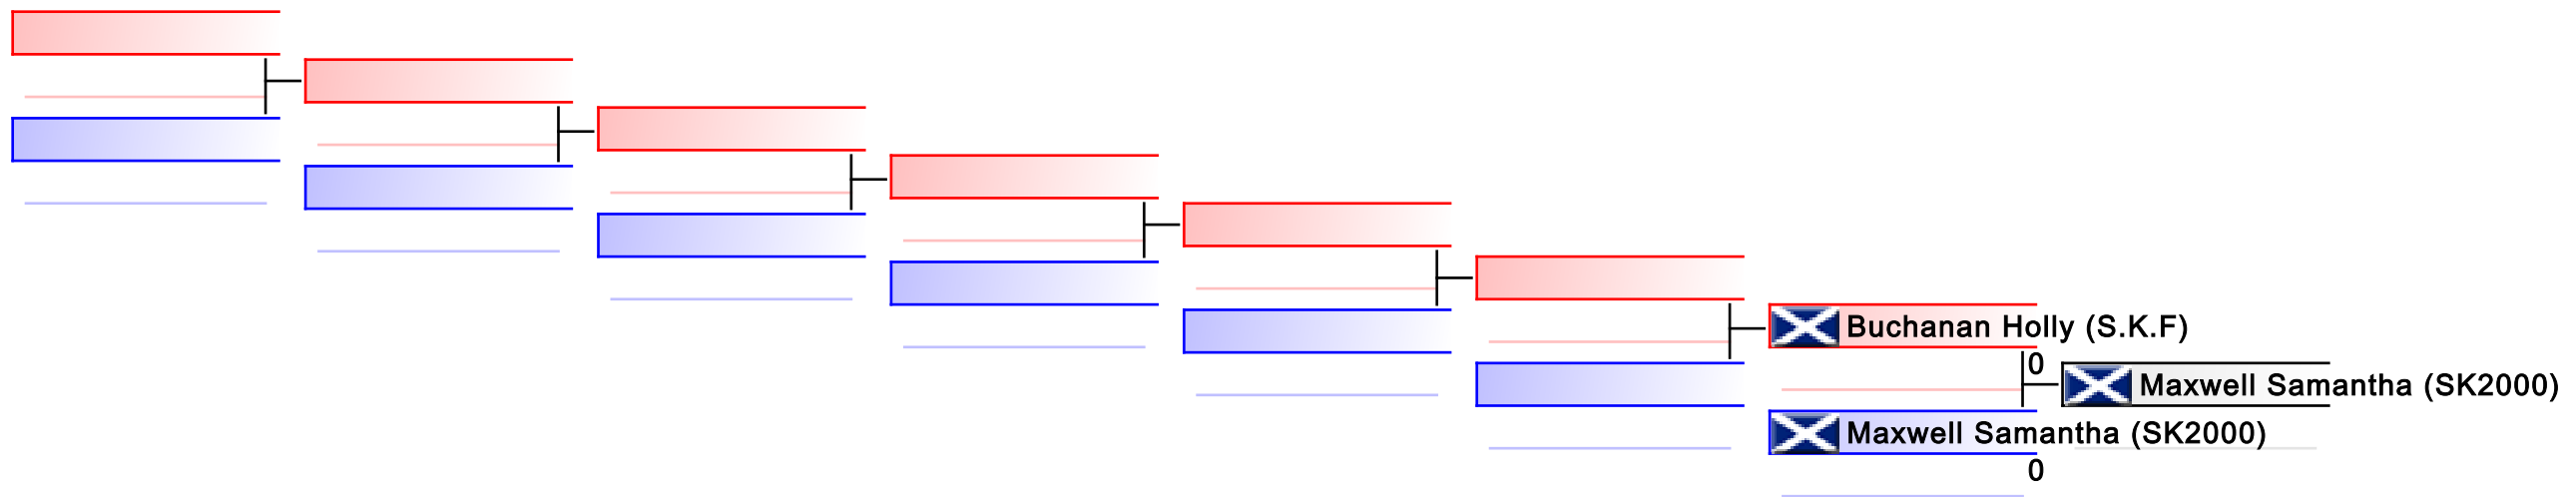 Buchanan Holly (S.K.F)
0
Maxwell Samantha (SK2000)
Maxwell Samantha (SK2000)
0